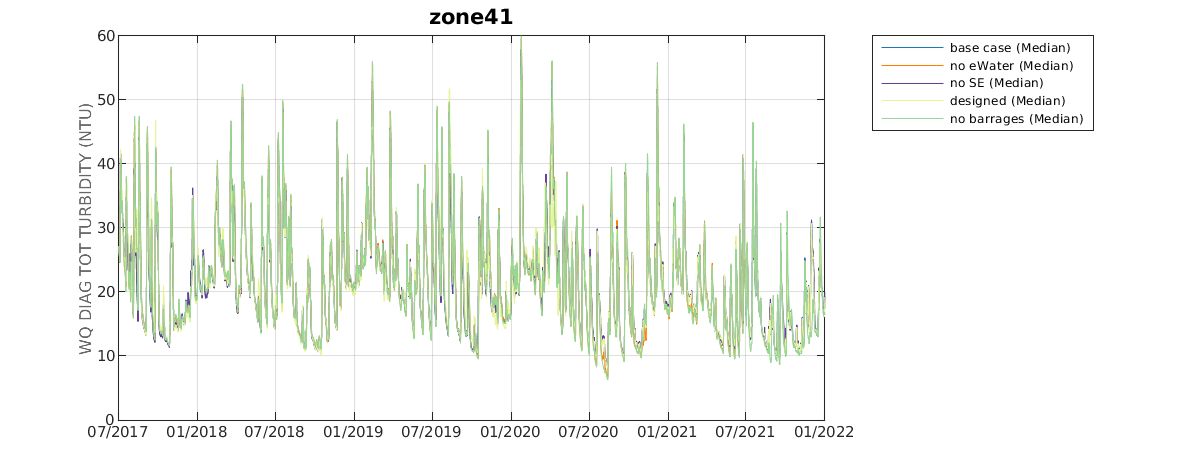 zone41
WQ DIAG TOT TURBIDITY (NTU)
60
50
40
30
20
10
0
07/2017 01/2018 07/2018 01/2019 07/2019 01/2020 07/2020 01/2021 07/2021 01/2022
base case (Median)
no eWater (Median)
no SE (Median)
designed (Median)
no barrages (Median)